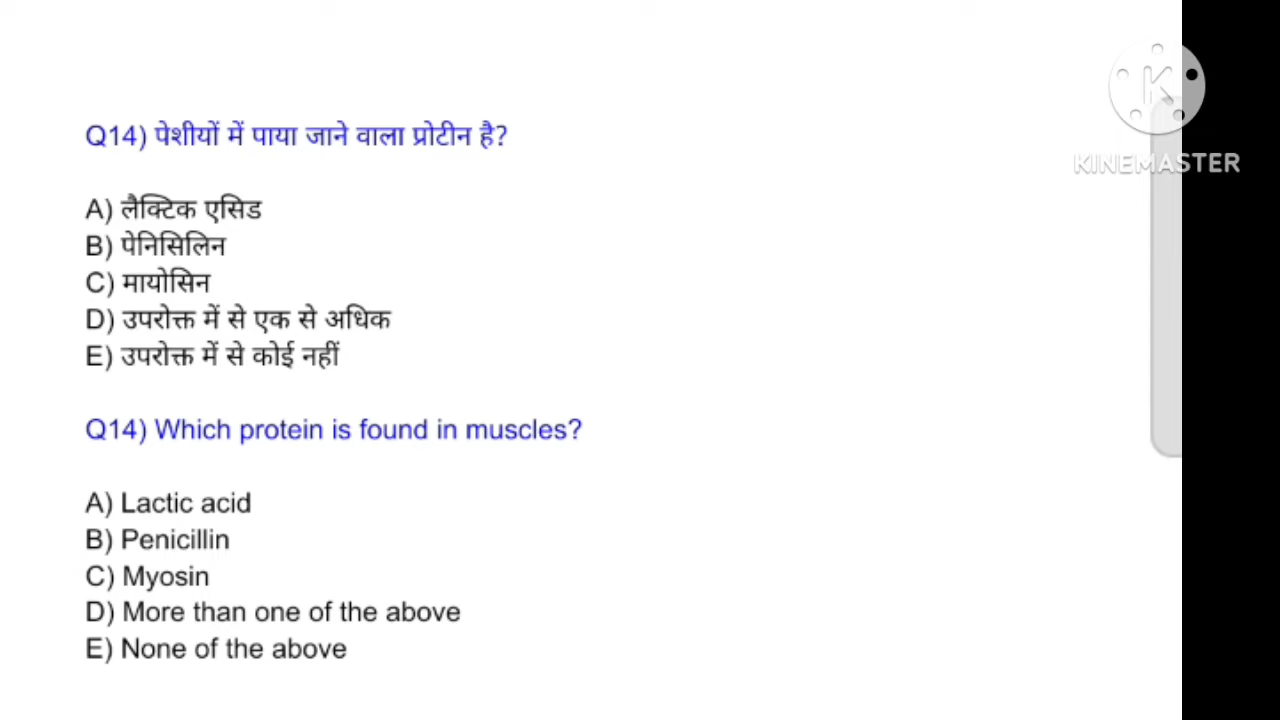 Q14) पेशीयों में पाया जाने वाला प्रोटीन है?
A) लैक्टिक एसिड
B) पेनिसिलिन
C) मायोसिन
D) उपरोक्त में से एक से अधिक
E) उपरोक्त में से कोई नहीं
Q14) Which protein is found in muscles?
A) Lactic acid
B) Penicillin
C) Myosin
D) More than one of the above
E) None of the above
K
KINEMASTER